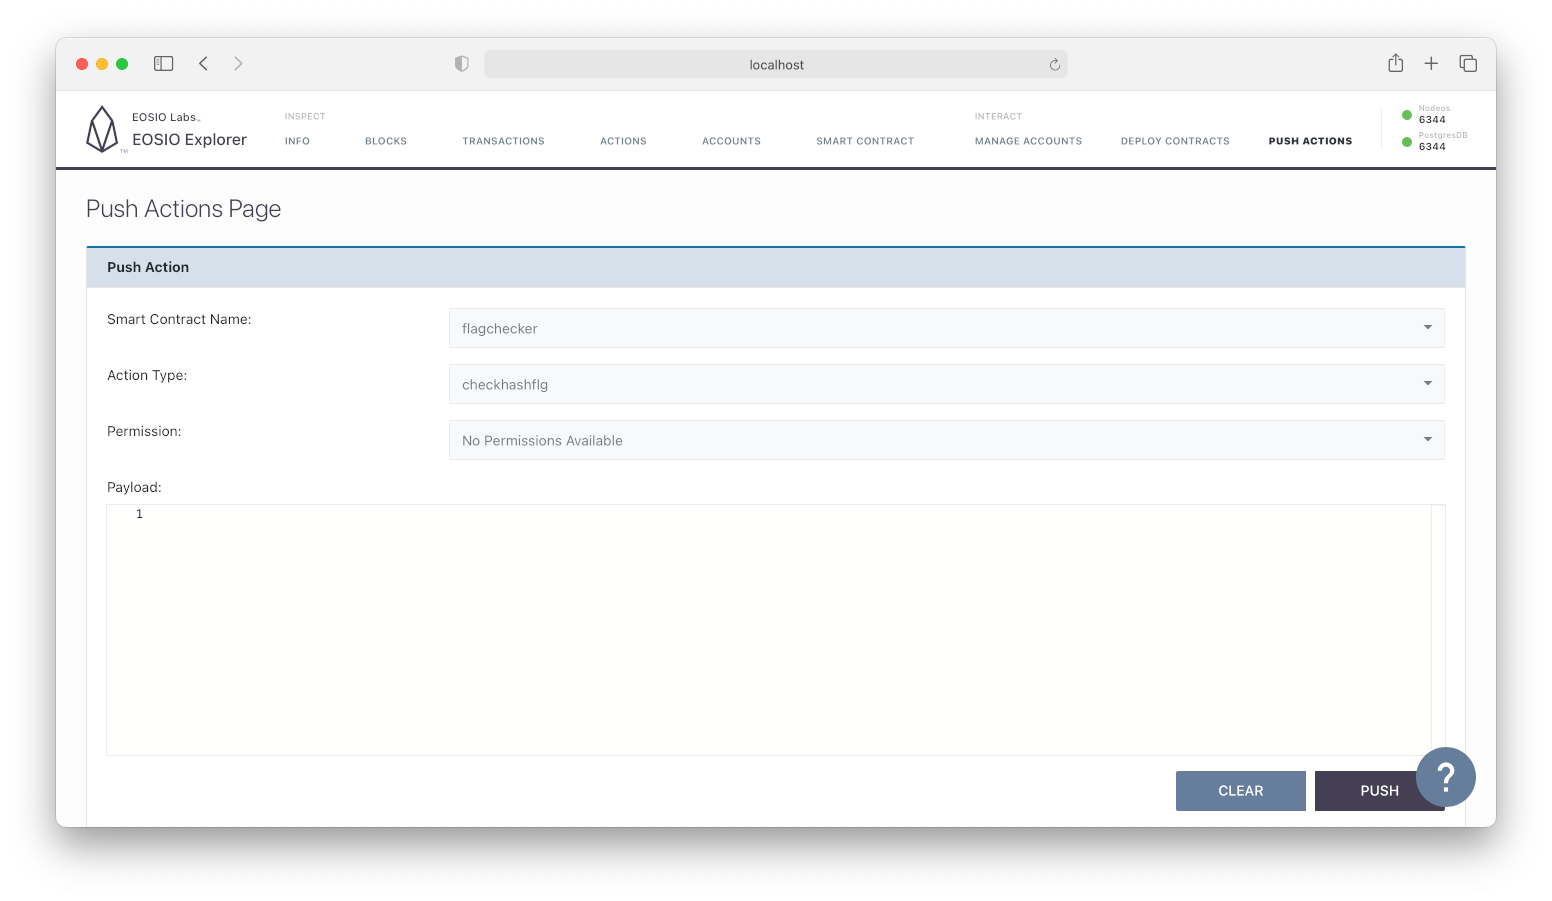 localhost
EOSIO Labs™
EOSIO Explorer
TM
INSPECT
INFO BLOCKS TRANSACTIONS ACTIONS ACCOUNTS SMART CONTRACT
INTERACT
MANAGE ACCOUNTS DEPLOY CONTRACTS PUSH ACTIONS
Nodeos
6344
PostgresDB
6344
Push Actions Page
Push Action
Smart Contract Name:
flagchecker
Action Type:
checkhashflg
Permission:
No Permissions Available
Payload:
1
CLEAR PUSH ?